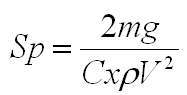 Sp = 2mg / CxρV²